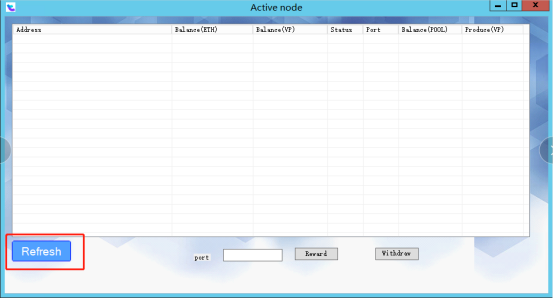 Active node
Address Balance(ETH) Balance(VP) Status Port Balance(POOL) Produce(VP)
Refresh
port Reward Withdraw